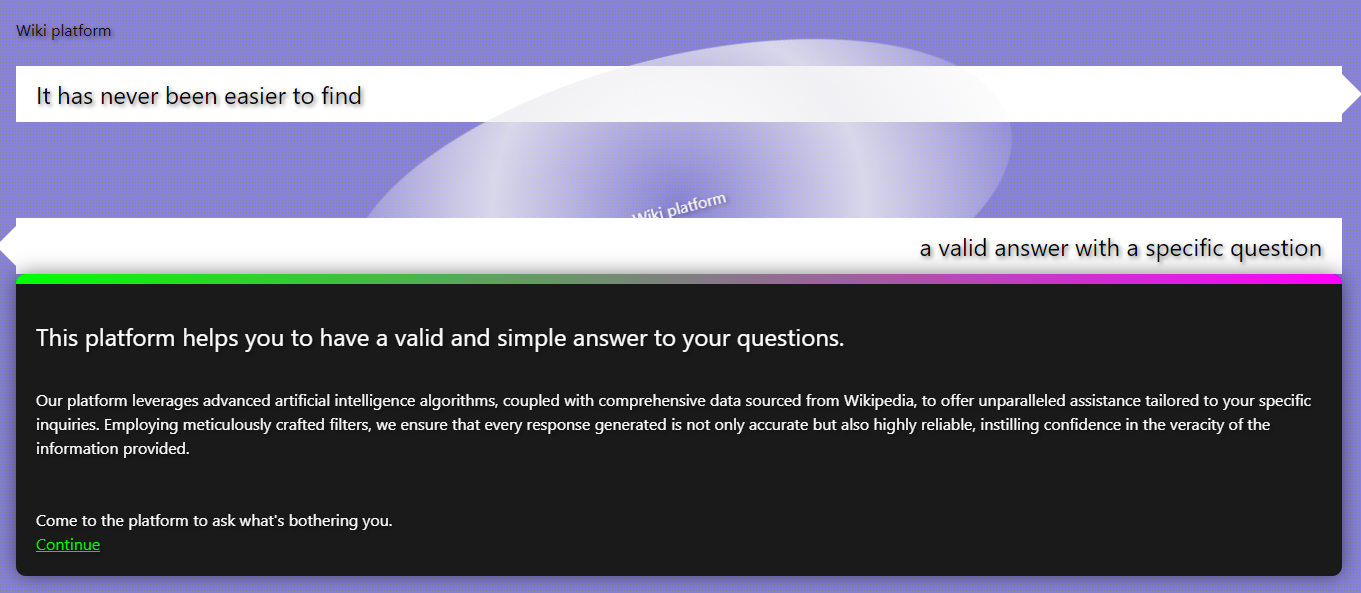 Wiki platform
It has never been easier to find
Wiki platform
a valid answer with a specific question
This platform helps you to have a valid and simple answer to your questions.
Our platform leverages advanced artificial intelligence algorithms, coupled with comprehensive data sourced from Wikipedia, to offer unparalleled assistance tailored to your specific
inquiries. Employing meticulously crafted filters, we ensure that every response generated is not only accurate but also highly reliable, instilling confidence in the veracity of the
information provided.
Come to the platform to ask what's bothering you.
Continue